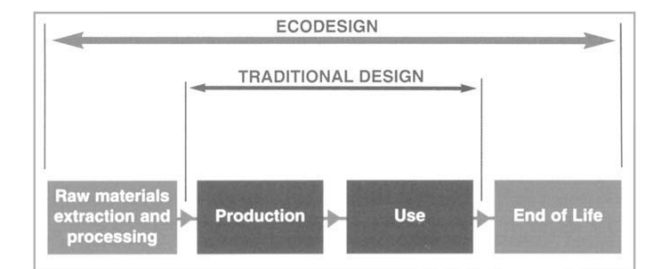 ECODESIGN
TRADITIONAL DESIGN
Raw materials
extraction and
processing
Production
Use
End of Life